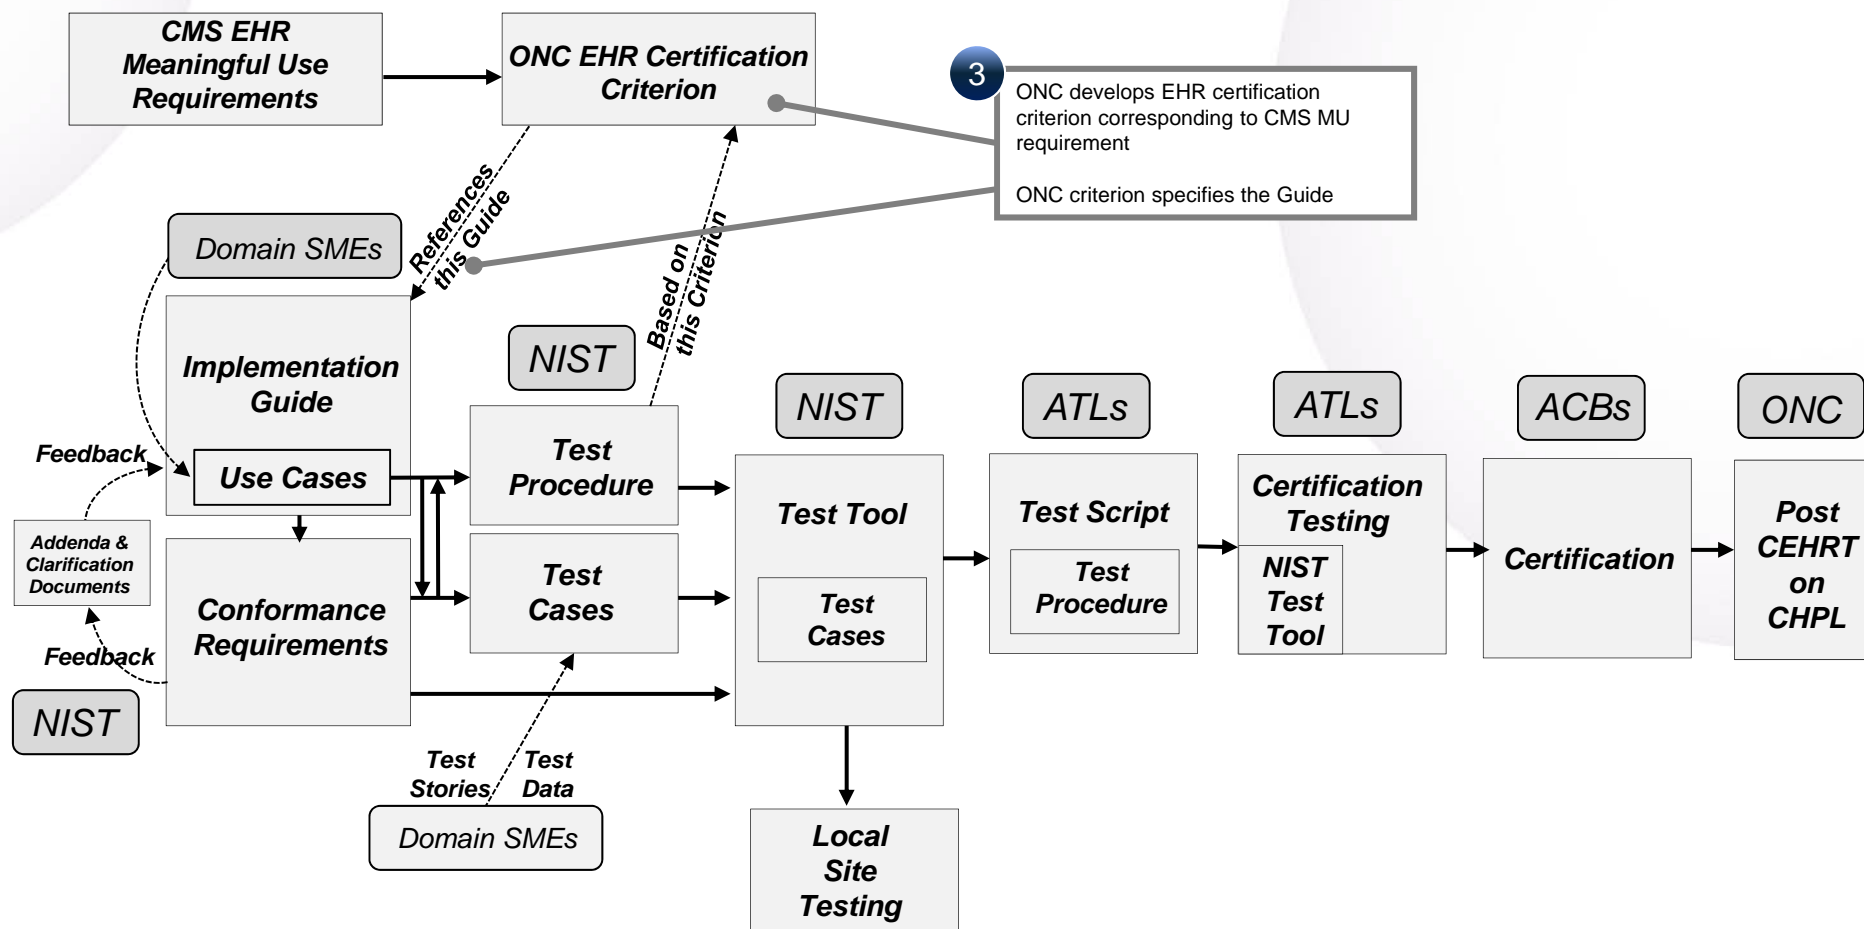 CMS EHR
Meaningful Use
Requirements
ONC EHR Certification
Criterion
3
ONC develops EHR certification
criterion corresponding to CMS MU
requirement
ONC criterion specifies the Guide
References
this Guide
Based on
this Criterion
Domain SMEs
Implementation
Guide
Use Cases
Feedback
Addenda &
Clarification
Documents
Feedback
NIST
Conformance
Requirements
NIST
Test
Procedure
Test
Cases
Test
Stories
Test
Data
Domain SMEs
NIST
Test Tool
Test
Cases
Local
Site
Testing
ATLs
Test Script
Test
Procedure
ATLs
Certification
Testing
NIST
Test
Tool
ACBs
Certification
ONC
Post
CEHRT
on
CHPL